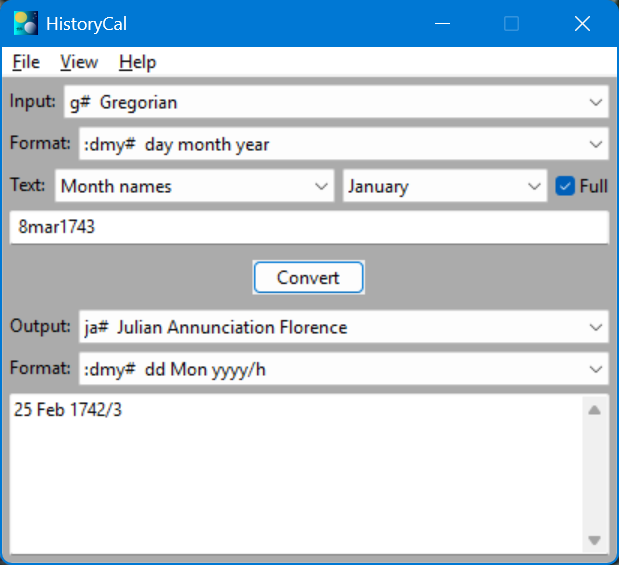 HistoryCal
File View Help
Input: g# Gregorian
Format: :dmy# day month year
Text: Month names January Full
8mar1743
Convert
Output: ja# Julian Annunciation Florence
Format: :dmy# dd Mon yyyy/h
25 Feb 1742/3